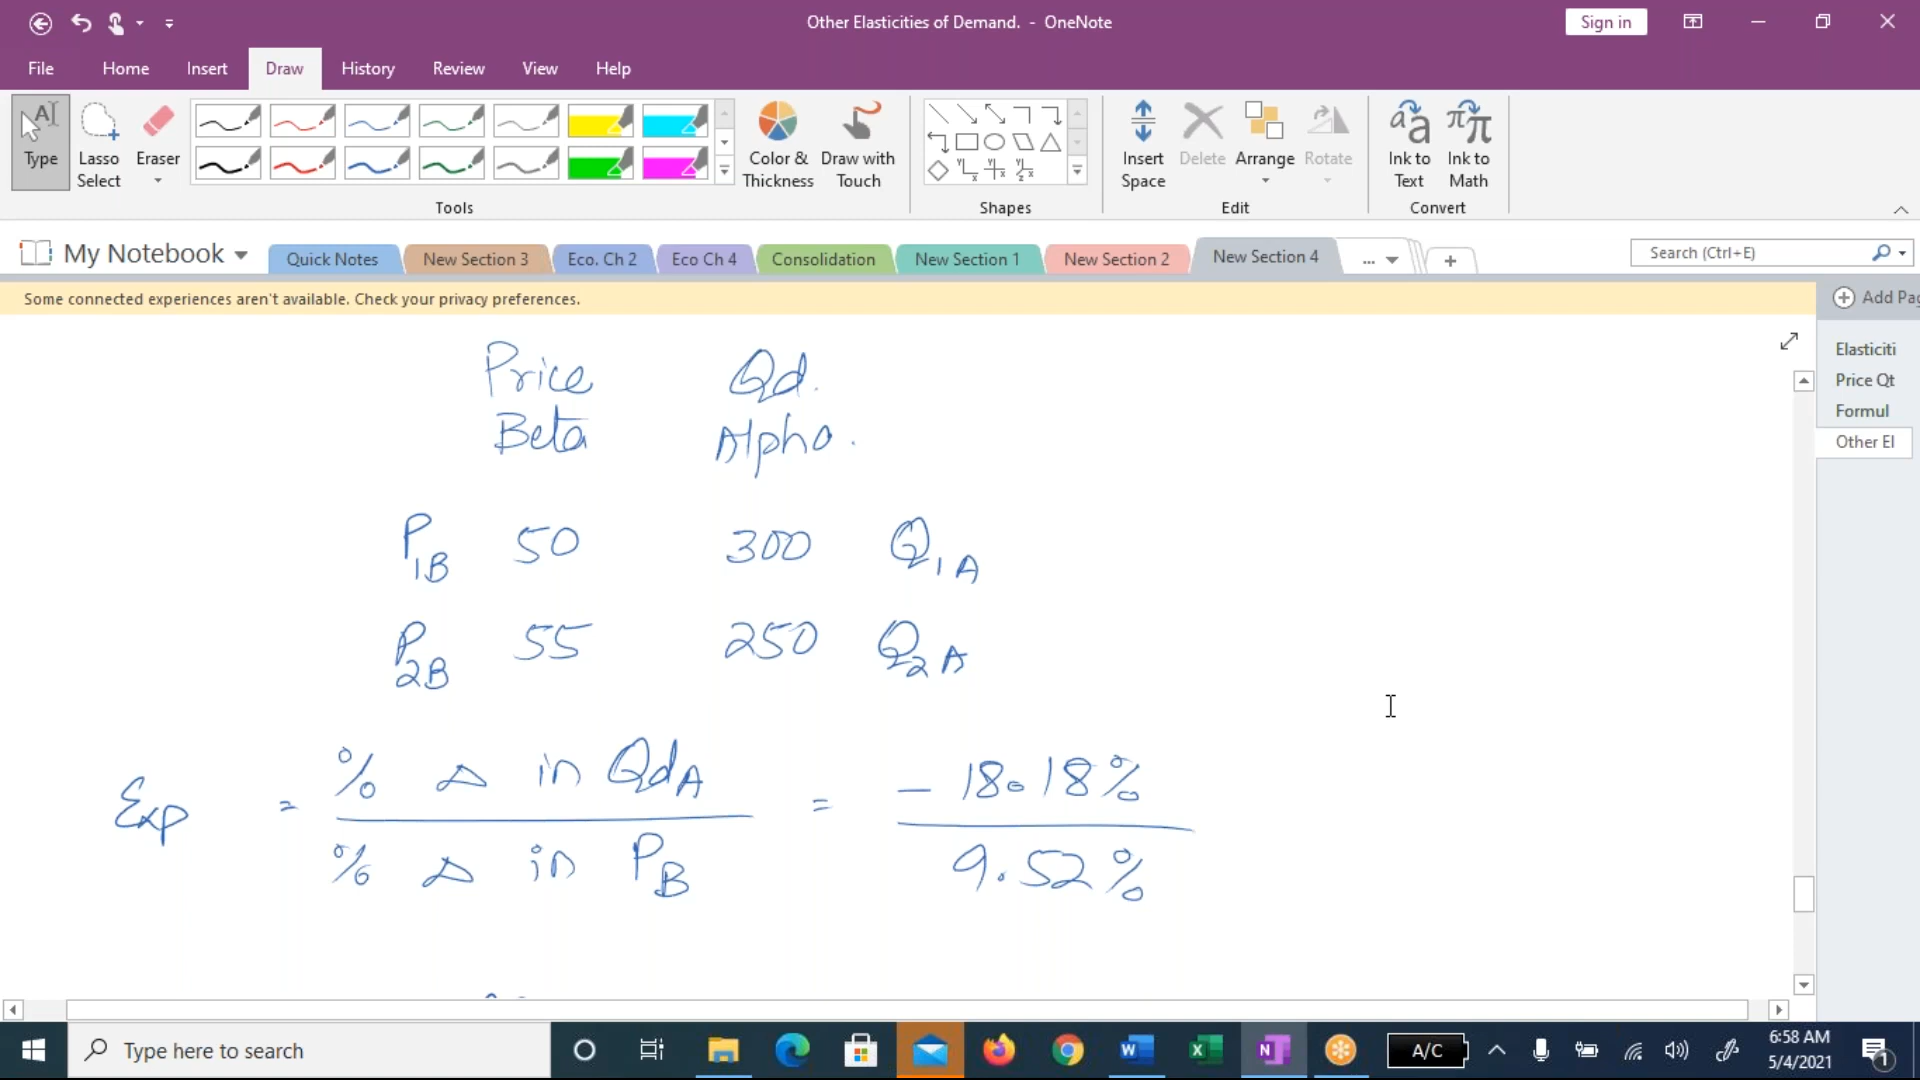 Other Elasticities of Demand. - OneNote
Sign in
File Home Insert Draw History Review View Help
Type
Lasso Select
Eraser
Color & Thickness
Draw with Touch
Insert Space
Delete
Arrange
Rotate
Ink to Text
Ink to Math
Tools Shapes Edit Convert
My Notebook
Quick Notes New Section 3 Eco. Ch 2 Eco Ch 4 Consolidation New Section 1 New Section 2 New Section 4 ...
Search (Ctrl+E)
Some connected experiences aren't available. Check your privacy preferences.
Add Pag
Elasticiti
Price Qt
Formul
Other El
Price Qd.
Beta Alpha.
P1B 50 300 Q1A
P2B 55 250 Q2A
Exp = % Δ in QdA / % Δ in PB = - 18.18% / 9.52%
Type here to search
A/C
6:58 AM
5/4/2021
1